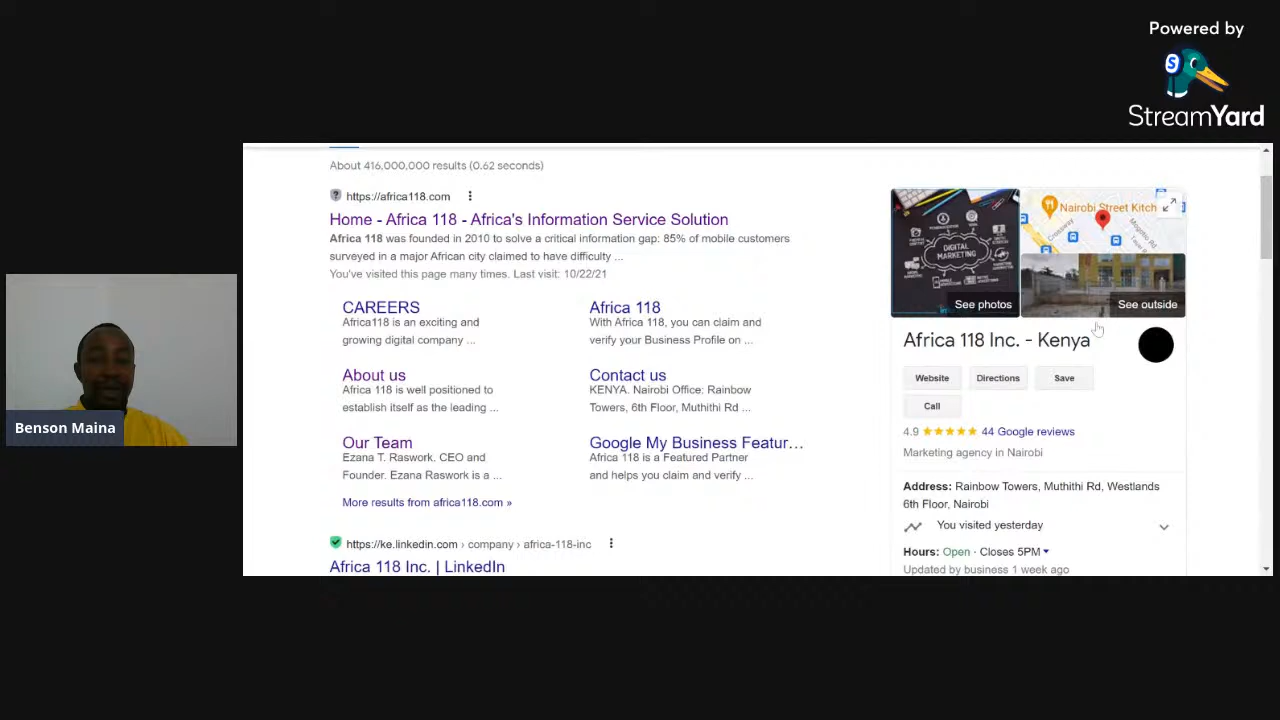 Powered by
StreamYard
About 416,000,000 results (0.62 seconds)
https://africa118.com
Home - Africa 118 - Africa's Information Service Solution
Africa 118 was founded in 2010 to solve a critical information gap: 85% of mobile customers
surveyed in a major African city claimed to have difficulty ...
You've visited this page many times. Last visit: 10/22/21
CAREERS
Africa118 is an exciting and
growing digital company ...
Africa 118
With Africa 118, you can claim and
verify your Business Profile on ...
About us
Africa 118 is well positioned to
establish itself as the leading ...
Contact us
KENYA. Nairobi Office: Rainbow
Towers, 6th Floor, Muthithi Rd ...
Our Team
Ezana T. Raswork. CEO and
Founder. Ezana Raswork is a ...
Google My Business Featur...
Africa 118 is a Featured Partner
and helps you claim and verify ...
More results from africa118.com »
https://ke.linkedin.com › company › africa-118-inc
Africa 118 Inc. | LinkedIn
DIGITAL
MARKETING
See photos
Nairobi Street Kitch
See outside
Africa 118 Inc. - Kenya
Website
Directions
Save
Call
4.9 44 Google reviews
Marketing agency in Nairobi
Address: Rainbow Towers, Muthithi Rd, Westlands
6th Floor, Nairobi
You visited yesterday
Hours: Open · Closes 5PM
Updated by business 1 week ago
Benson Maina